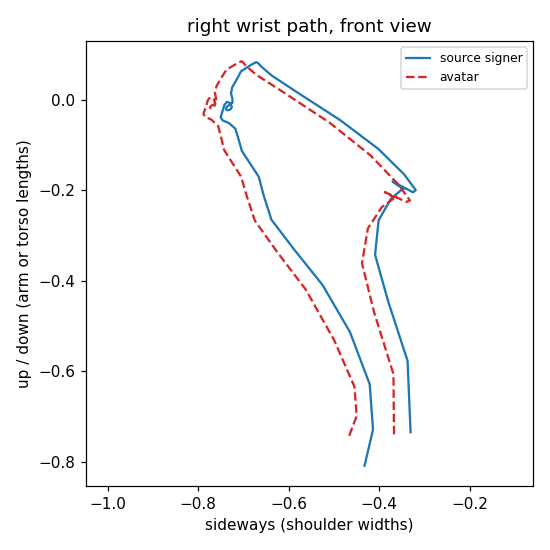 right wrist path, front view
source signer
avatar
up / down (arm or torso lengths)
0.0
−0.2
−0.4
−0.6
−0.8
−1.0 −0.8 −0.6 −0.4 −0.2
sideways (shoulder widths)